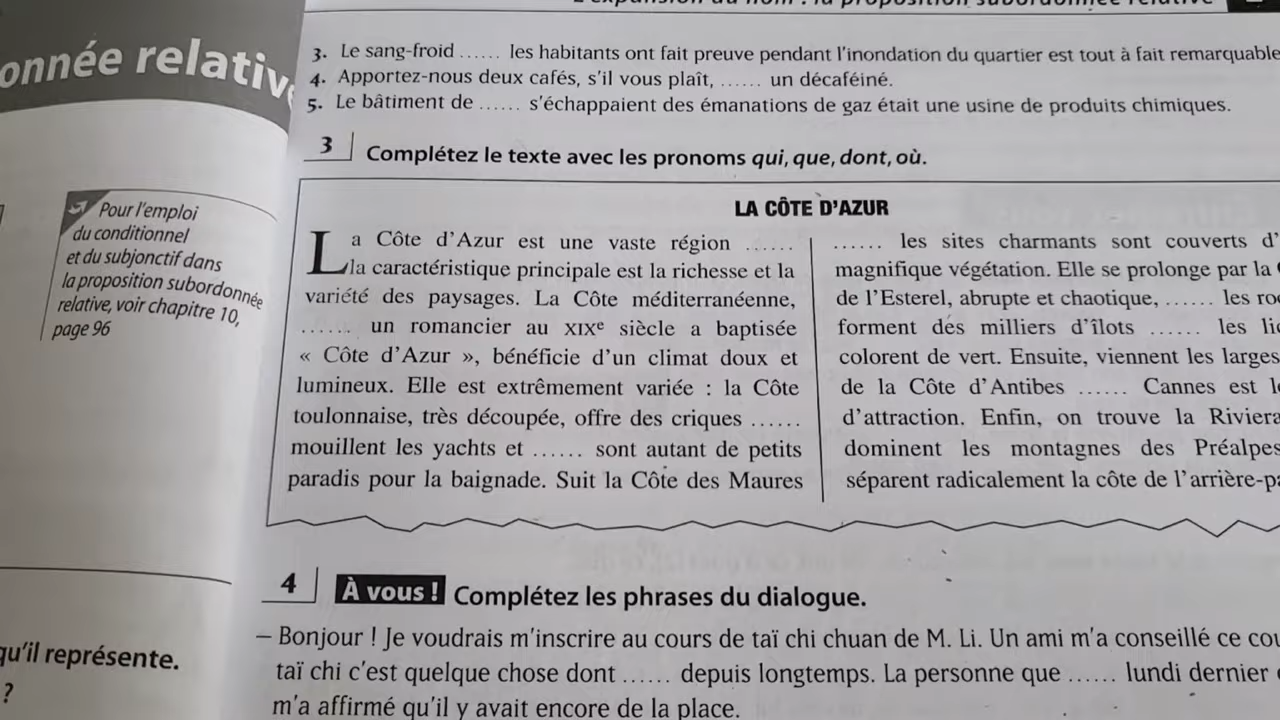 onnée relative
Pour l'emploi
du conditionnel
et du subjonctif dans
la proposition subordonnée
relative, voir chapitre 10,
page 96
qu'il représente.
?
3. Le sang-froid ...... les habitants ont fait preuve pendant l'inondation du quartier est tout à fait remarquable
4. Apportez-nous deux cafés, s'il vous plaît, ...... un décaféiné.
5. Le bâtiment de ...... s'échappaient des émanations de gaz était une usine de produits chimiques.
3 Complétez le texte avec les pronoms qui, que, dont, où.
LA CÔTE D'AZUR
La Côte d'Azur est une vaste région ......
la caractéristique principale est la richesse et la
variété des paysages. La Côte méditerranéenne,
...... un romancier au XIXe siècle a baptisée
« Côte d'Azur », bénéficie d'un climat doux et
lumineux. Elle est extrêmement variée : la Côte
toulonnaise, très découpée, offre des criques ......
mouillent les yachts et ...... sont autant de petits
paradis pour la baignade. Suit la Côte des Maures
...... les sites charmants sont couverts d'
magnifique végétation. Elle se prolonge par la
de l'Esterel, abrupte et chaotique, ...... les ro
forment des milliers d'îlots ...... les li
colorent de vert. Ensuite, viennent les larges
de la Côte d'Antibes ...... Cannes est l
d'attraction. Enfin, on trouve la Riviera
dominent les montagnes des Préalpes
séparent radicalement la côte de l'arrière-pa
4 À vous ! Complétez les phrases du dialogue.
– Bonjour ! Je voudrais m'inscrire au cours de taï chi chuan de M. Li. Un ami m'a conseillé ce cou
taï chi c'est quelque chose dont ...... depuis longtemps. La personne que ...... lundi dernier
m'a affirmé qu'il y avait encore de la place.